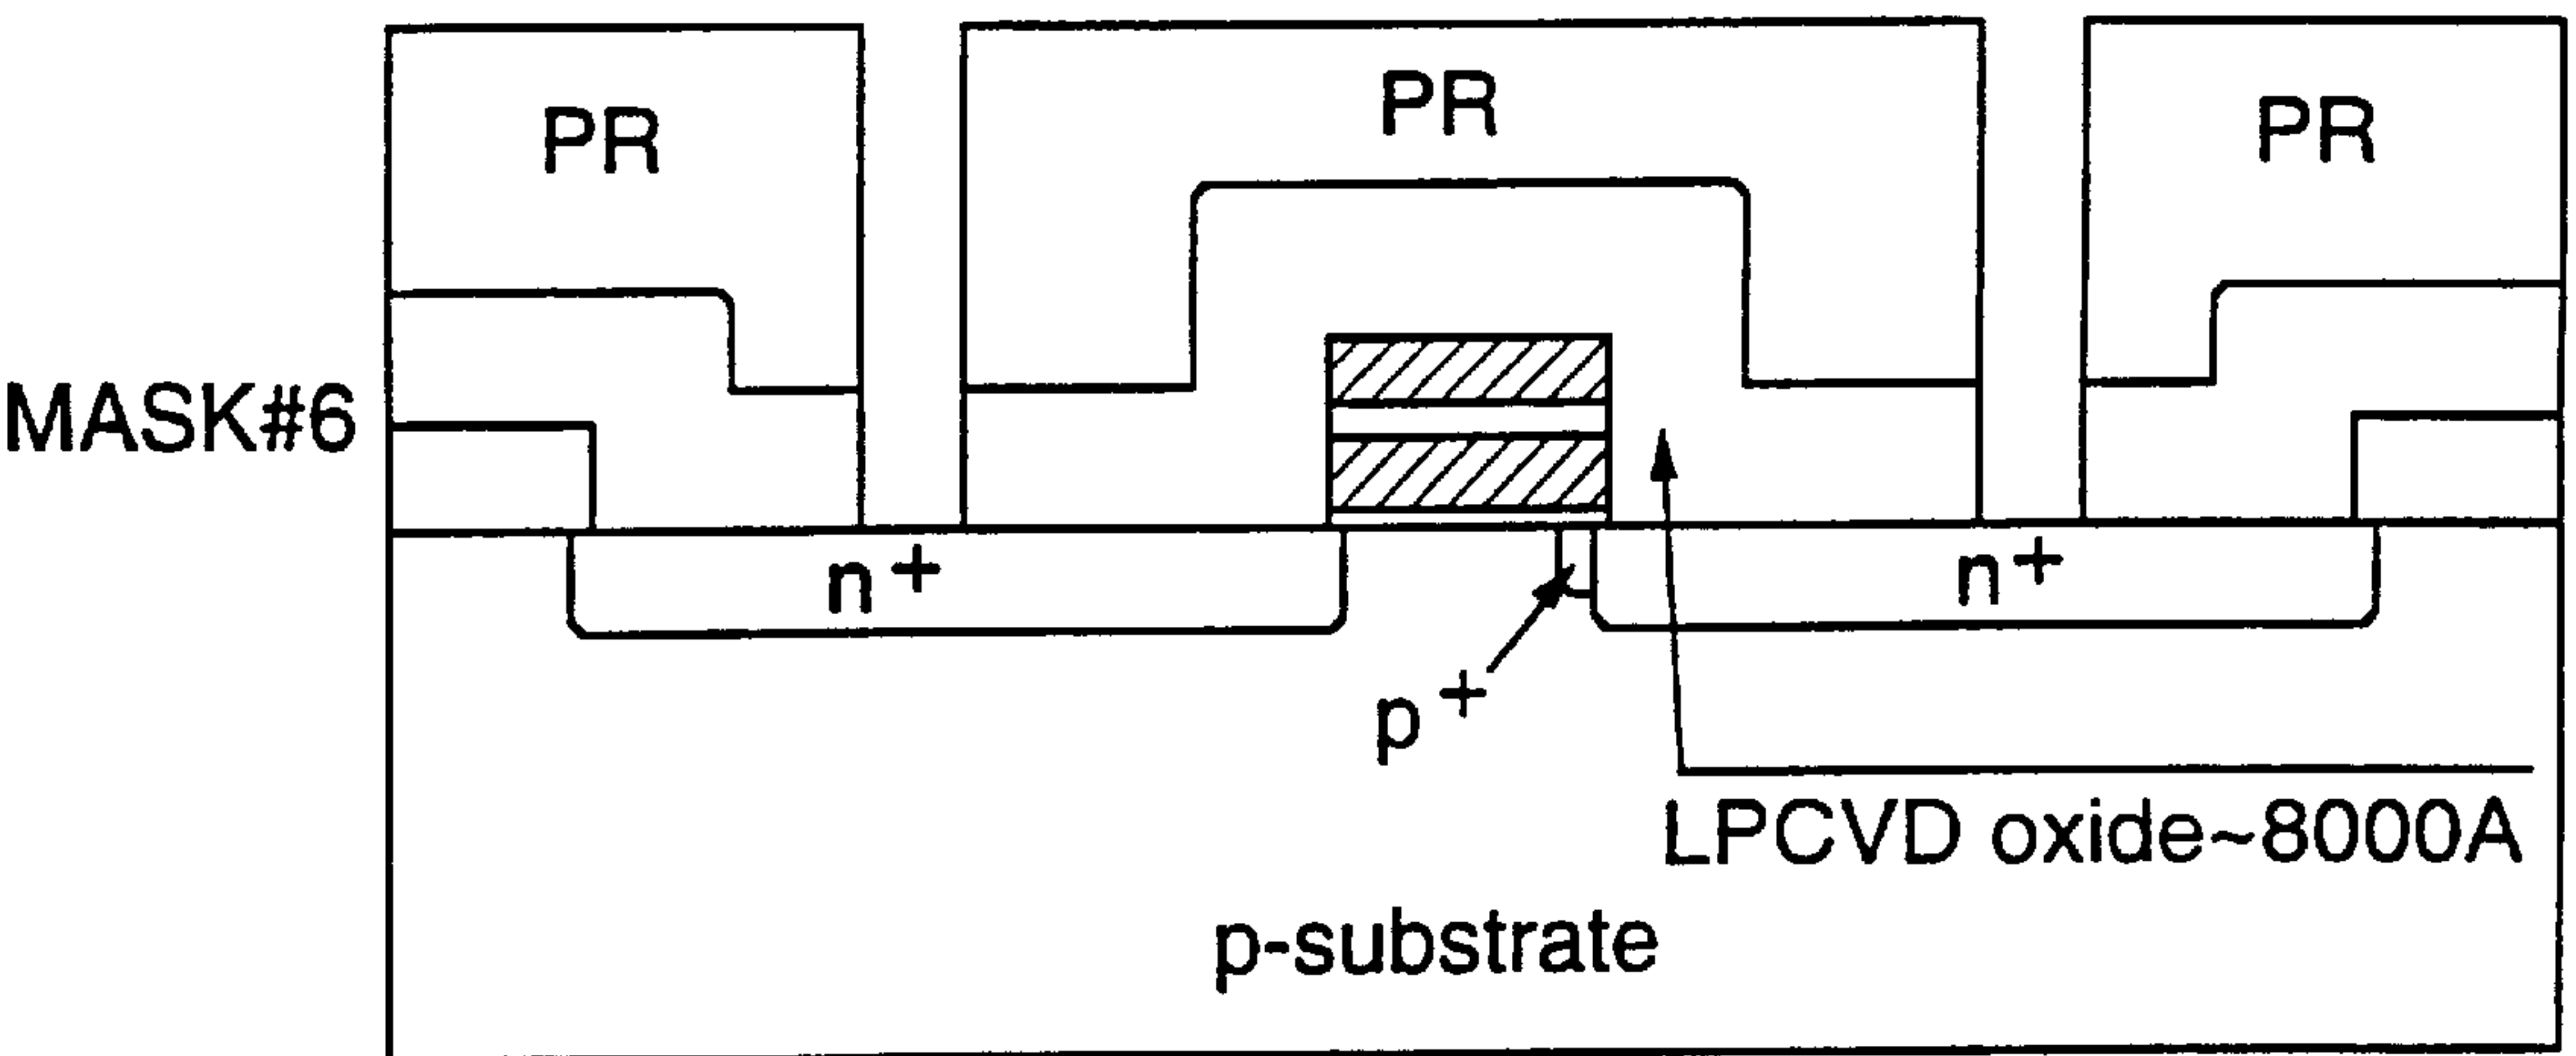 PR
PR
PR
MASK#6
n+
n+
p+
LPCVD oxide~8000A
p-substrate